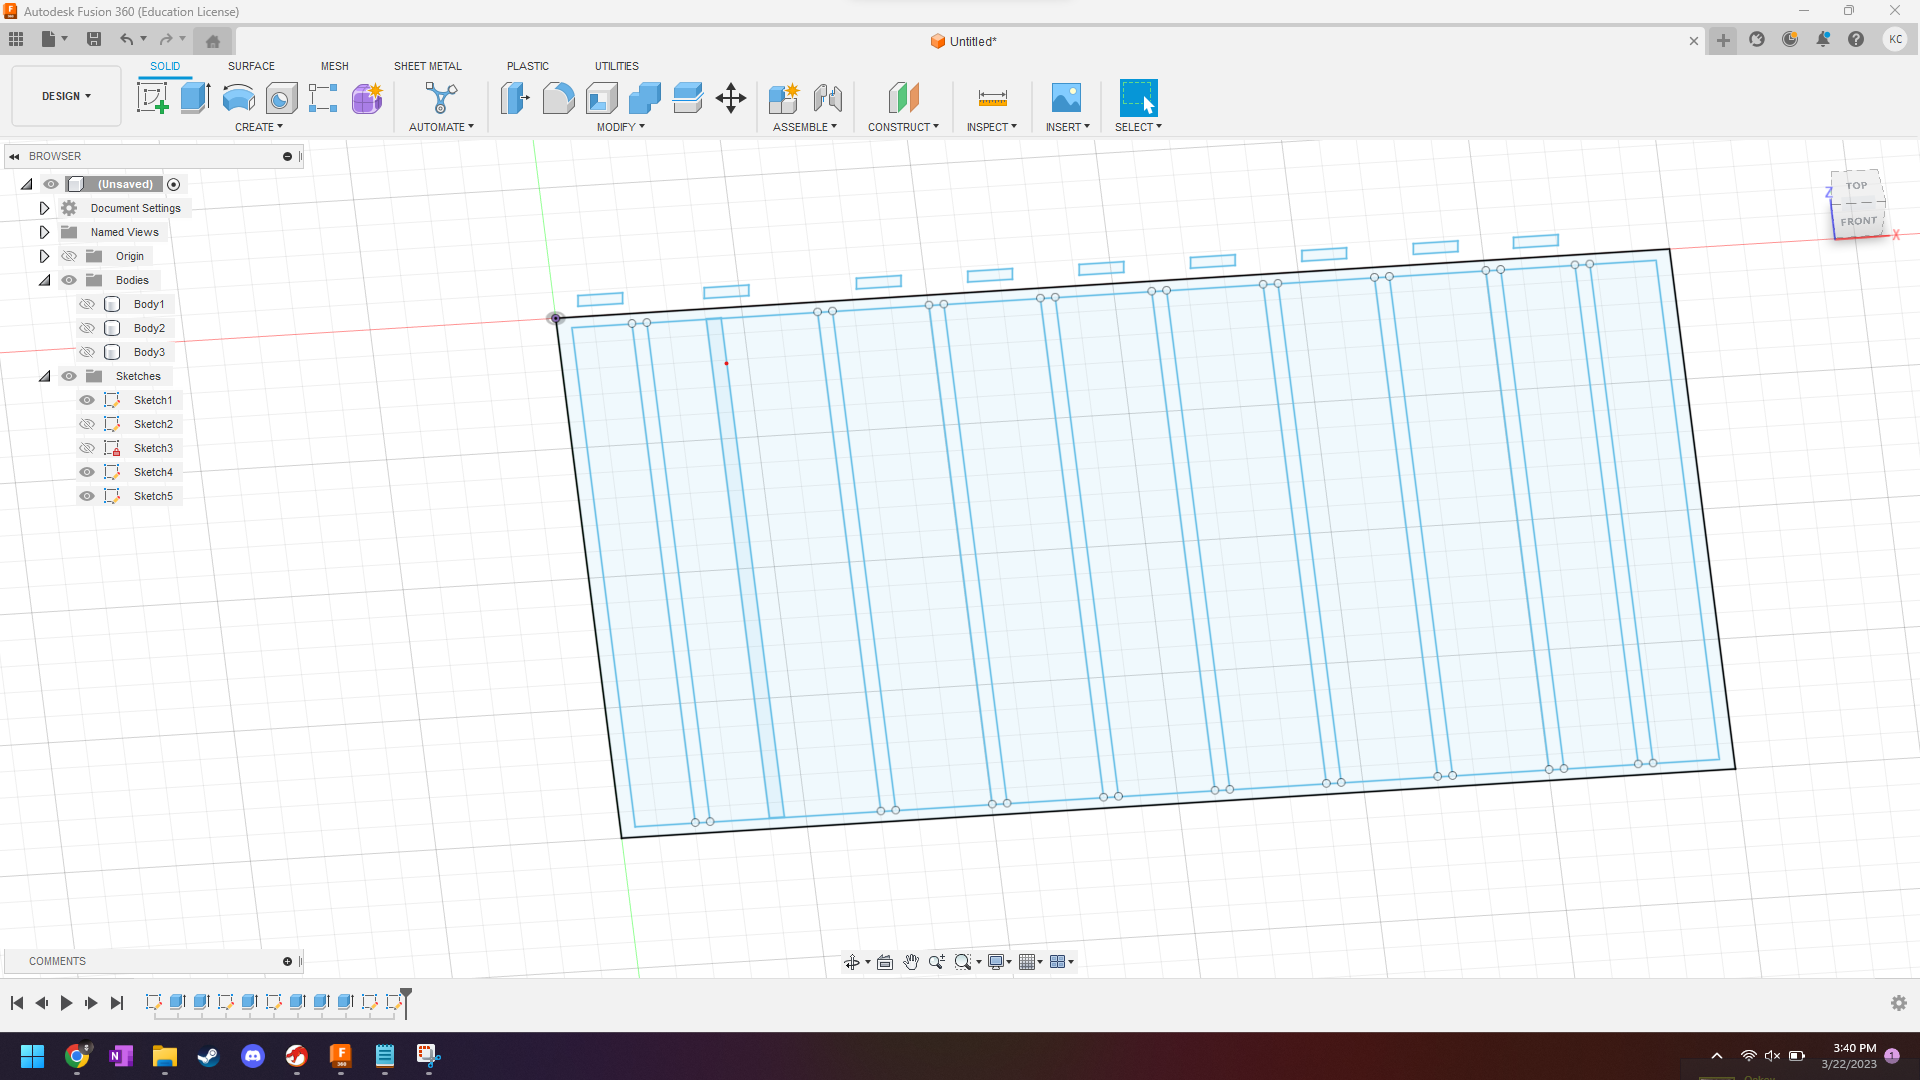 Autodesk Fusion 360 (Education License)
Untitled*
KC
DESIGN
SOLID
SURFACE
MESH
SHEET METAL
PLASTIC
UTILITIES
CREATE
AUTOMATE
MODIFY
ASSEMBLE
CONSTRUCT
INSPECT
INSERT
SELECT
BROWSER
(Unsaved)
Document Settings
Named Views
Origin
Bodies
Body1
Body2
Body3
Sketches
Sketch1
Sketch2
Sketch3
Sketch4
Sketch5
TOP
Z
FRONT
X
COMMENTS
3:40 PM
3/22/2023
1